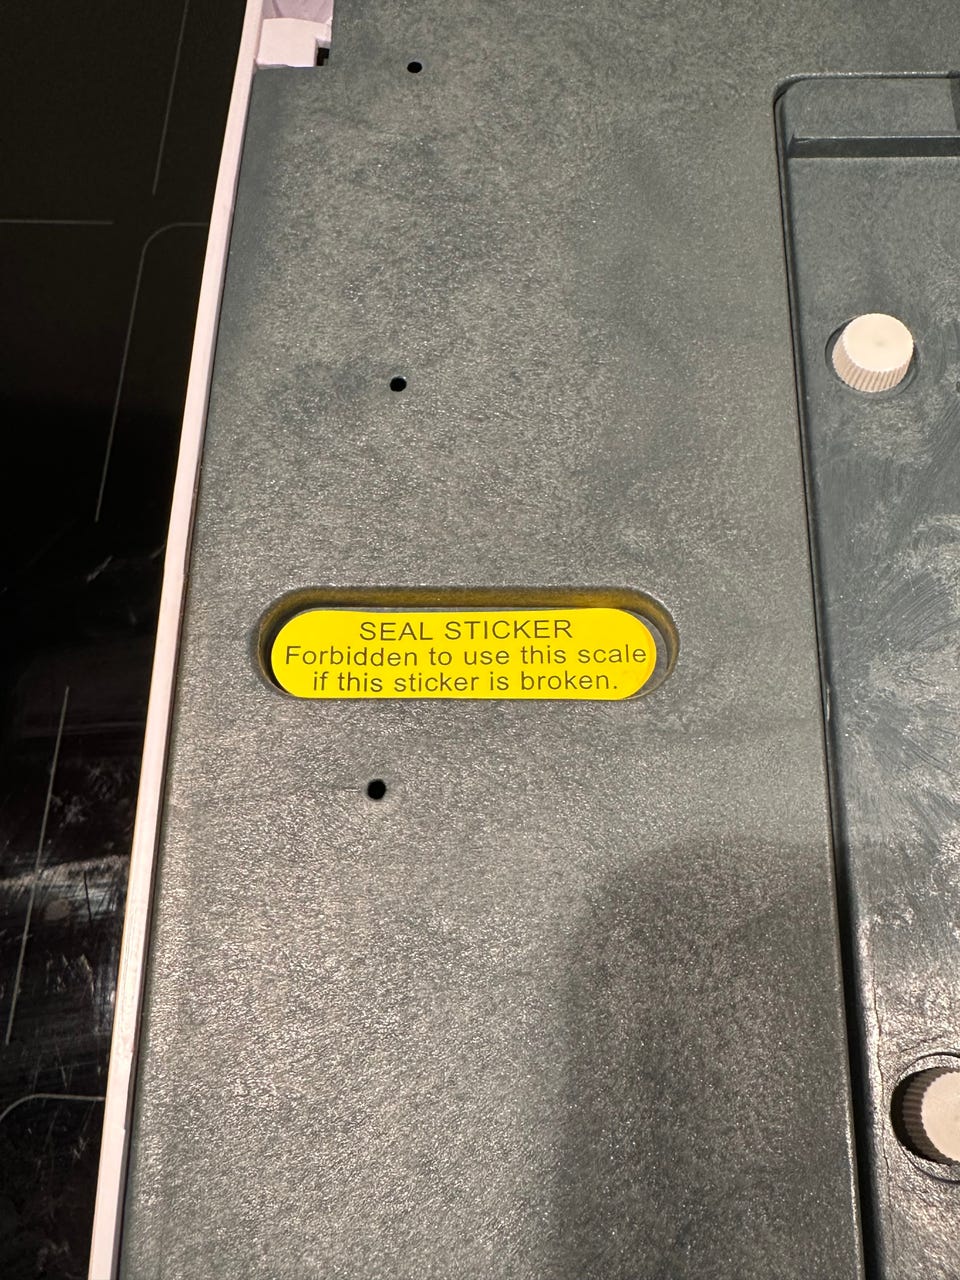 SEAL STICKER
Forbidden to use this scale
if this sticker is broken.